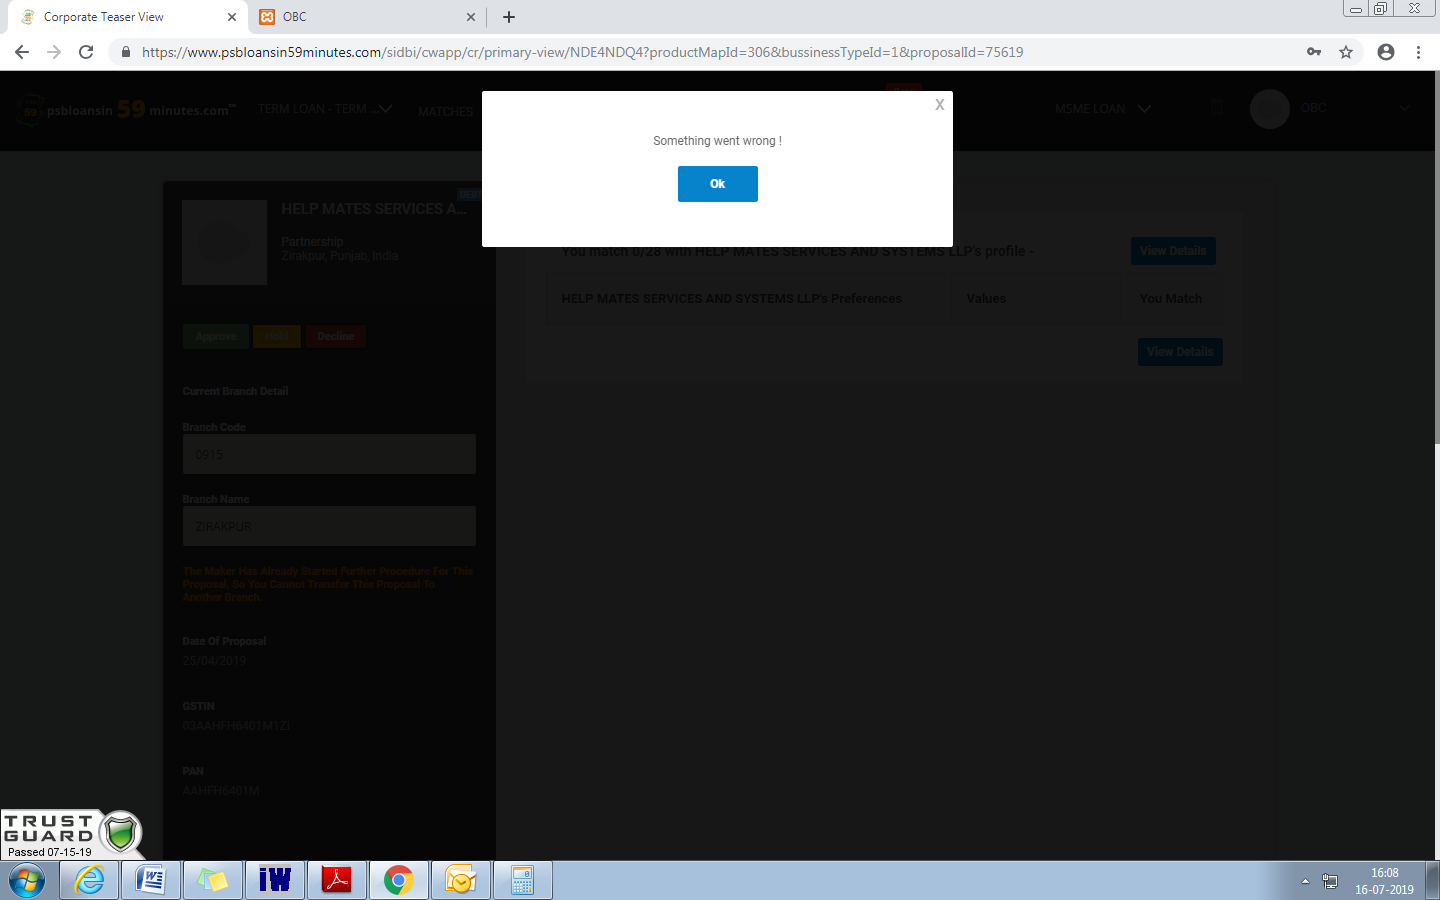 Corporate Teaser View
OBC
https://www.psbloansin59minutes.com/sidbi/cwapp/cr/primary-view/NDE4NDQ4?productMapId=306&bussinessTypeId=1&proposalId=75619
psbloansin 59 minutes.com™
TERM LOAN - TERM ...
MATCHES
MSME LOAN
OBC
X
Something went wrong !
Ok
HELP MATES SERVICES A...
Partnership
Zirakpur, Punjab, India
Approve
Hold
Decline
Current Branch Detail
Branch Code
0915
Branch Name
ZIRAKPUR
The Maker Has Already Started Further Procedure For This
Proposal, So You Cannot Transfer This Proposal To
Another Branch.
Date Of Proposal
25/04/2019
GSTIN
03AAHFH6401M1ZI
PAN
AAHFH6401M
You match 0/28 with HELP MATES SERVICES AND SYSTEMS LLP's profile -
View Details
HELP MATES SERVICES AND SYSTEMS LLP's Preferences
Values
You Match
View Details
TRUST
GUARD
Passed 07-15-19
16:08
16-07-2019